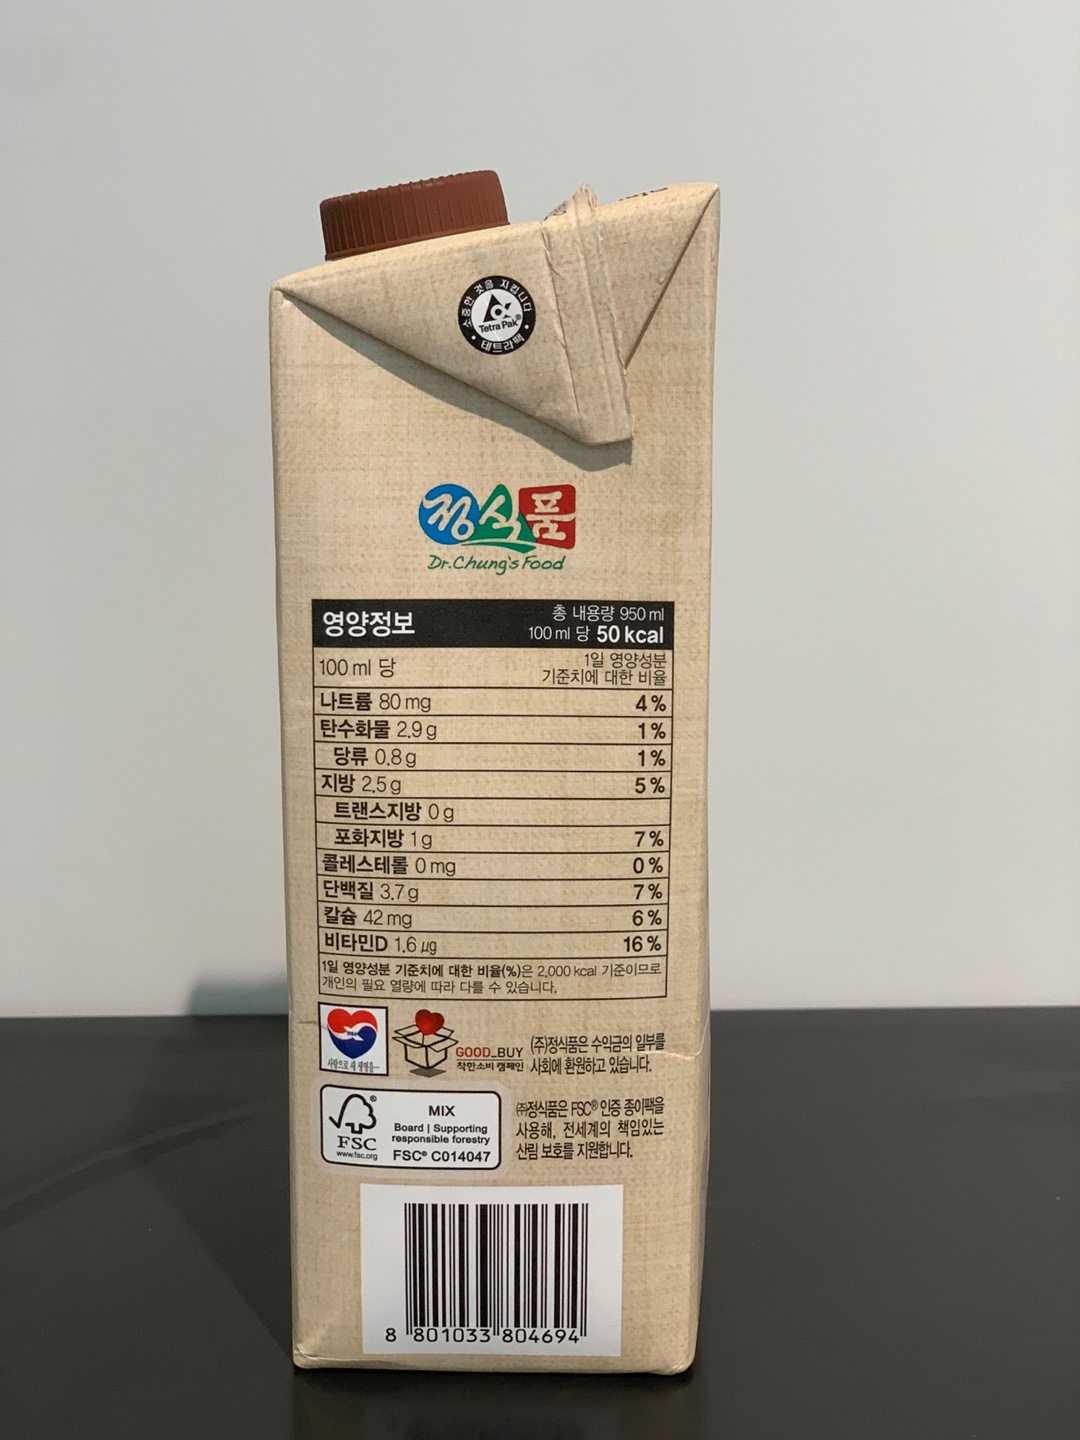 소중한 것을 지킵니다
Tetra Pak®
테트라팩
정식품
Dr.Chung's Food
영양정보
총 내용량 950 ml
100 ml 당 50 kcal
100 ml 당
1일 영양성분
기준치에 대한 비율
나트륨 80 mg 4 %
탄수화물 2.9 g 1 %
당류 0.8 g 1 %
지방 2.5 g 5 %
트랜스지방 0 g
포화지방 1 g 7 %
콜레스테롤 0 mg 0 %
단백질 3.7 g 7 %
칼슘 42 mg 6 %
비타민D 1.6 µg 16 %
1일 영양성분 기준치에 대한 비율(%)은 2,000 kcal 기준이므로
개인의 필요 열량에 따라 다를 수 있습니다.
사랑으로 새 생명을
GOOD_BUY
착한소비 캠페인
(주)정식품은 수익금의 일부를
사회에 환원하고 있습니다.
FSC
www.fsc.org
MIX
Board | Supporting
responsible forestry
FSC® C014047
㈜정식품은 FSC® 인증 종이팩을
사용해, 전세계의 책임있는
산림 보호를 지원합니다.
8 801033 804694